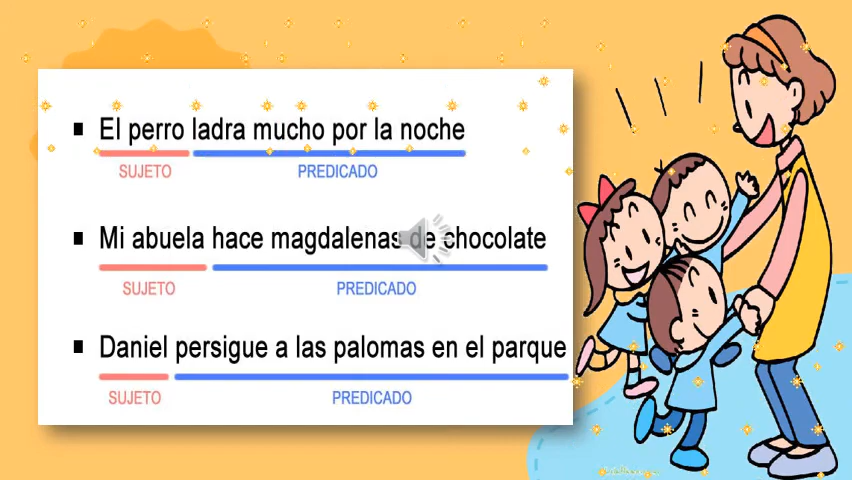 El perro ladra mucho por la noche
SUJETO PREDICADO
Mi abuela hace magdalenas de chocolate
SUJETO PREDICADO
Daniel persigue a las palomas en el parque
SUJETO PREDICADO